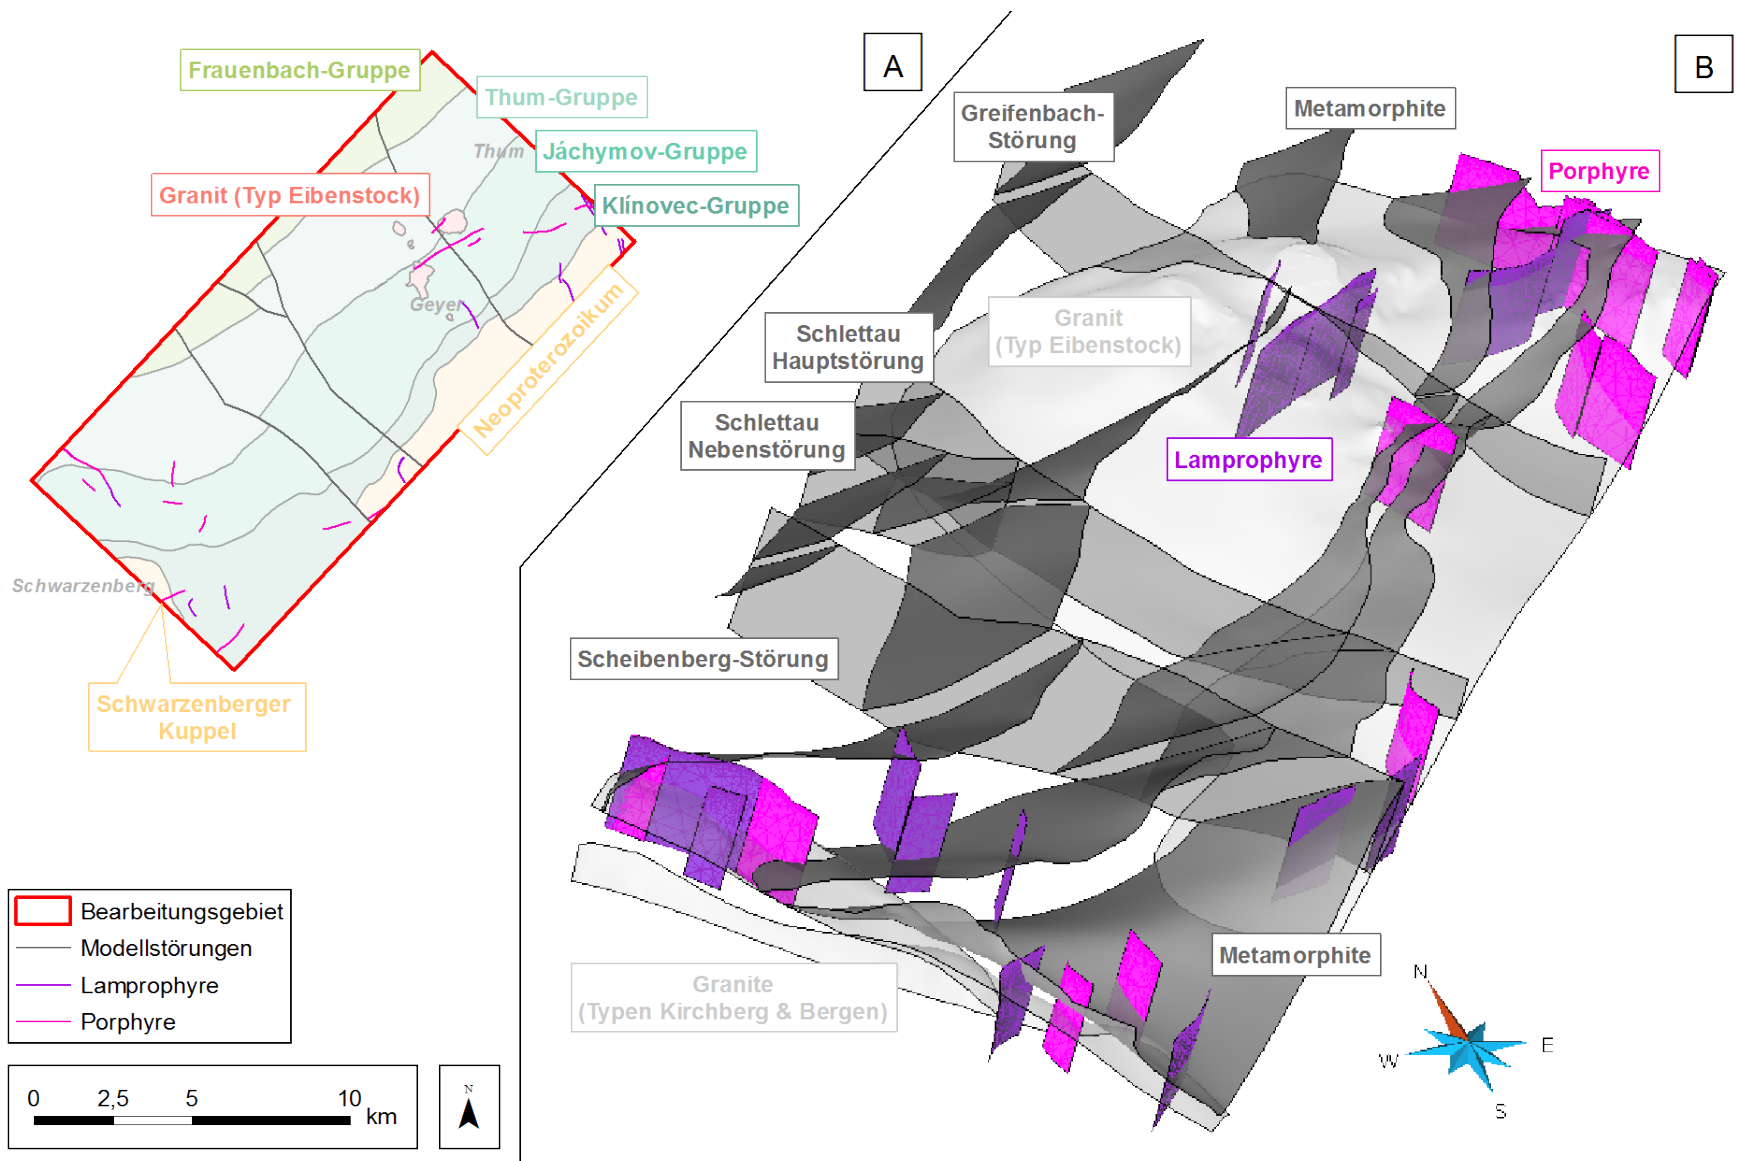 A
B
Frauenbach-Gruppe
Thum-Gruppe
Thum
Jáchymov-Gruppe
Granit (Typ Eibenstock)
Klínovec-Gruppe
Geyer
Neoproterozoikum
Schwarzenberg
Schwarzenberger
Kuppel
Bearbeitungsgebiet
Modellstörungen
Lamprophyre
Porphyre
0
2,5
5
10
km
N
Greifenbach-
Störung
Metamorphite
Porphyre
Granit
(Typ Eibenstock)
Schlettau
Hauptstörung
Schlettau
Nebenstörung
Lamprophyre
Scheibenberg-Störung
Metamorphite
Granite
(Typen Kirchberg & Bergen)
N
E
W
S